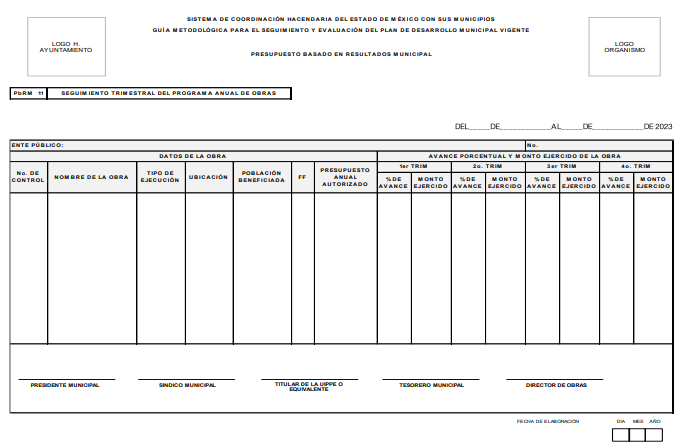 SISTEMA DE COORDINACIÓN HACENDARIA DEL ESTADO DE MÉXICO CON SUS MUNICIPIOS
GUÍA METODOLÓGICA PARA EL SEGUIMIENTO Y EVALUACIÓN DEL PLAN DE DESARROLLO MUNICIPAL VIGENTE
LOGO H.
AYUNTAMIENTO
LOGO
ORGANISMO
PRESUPUESTO BASADO EN RESULTADOS MUNICIPAL
PbRM 11 SEGUIMIENTO TRIMESTRAL DEL PROGRAMA ANUAL DE OBRAS
DEL_____DE____________AL_____DE____________DE 2023
ENTE PÚBLICO: No.
DATOS DE LA OBRA AVANCE PORCENTUAL Y MONTO EJERCIDO DE LA OBRA
1er TRIM 2o. TRIM 3er TRIM 4o. TRIM
No. DE CONTROL NOMBRE DE LA OBRA TIPO DE EJECUCIÓN UBICACIÓN POBLACIÓN BENEFICIADA FF PRESUPUESTO ANUAL AUTORIZADO
% DE AVANCE MONTO EJERCIDO % DE AVANCE MONTO EJERCIDO % DE AVANCE MONTO EJERCIDO % DE AVANCE MONTO EJERCIDO
PRESIDENTE MUNICIPAL SINDICO MUNICIPAL TITULAR DE LA UIPPE O EQUIVALENTE TESORERO MUNICIPAL DIRECTOR DE OBRAS
FECHA DE ELABORACIÓN DIA MES AÑO